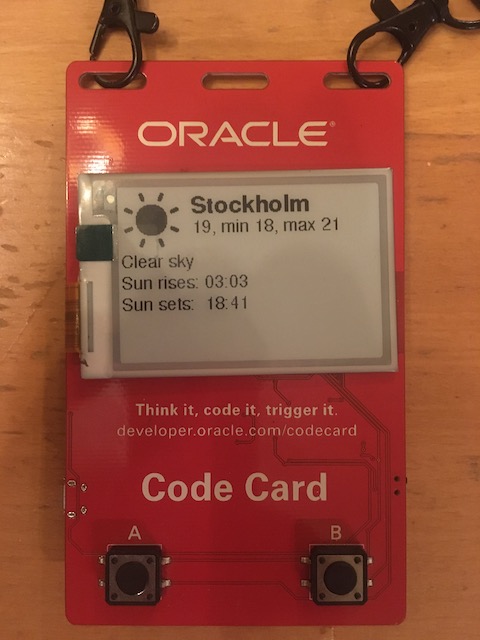 ORACLE®
Stockholm
19, min 18, max 21
Clear sky
Sun rises: 03:03
Sun sets: 18:41
Think it, code it, trigger it.
developer.oracle.com/codecard
Code Card
A B